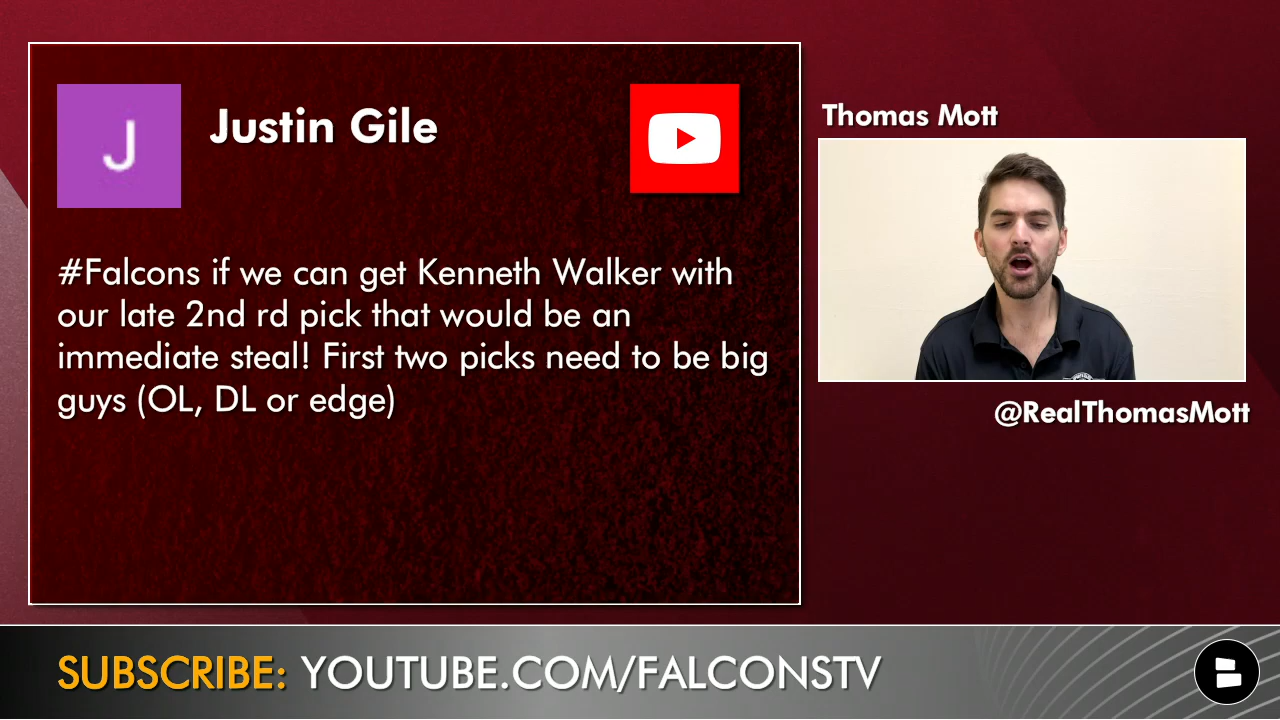 J
Justin Gile
Thomas Mott
#Falcons if we can get Kenneth Walker with
our late 2nd rd pick that would be an
immediate steal! First two picks need to be big
guys (OL, DL or edge)
@RealThomasMott
SUBSCRIBE: YOUTUBE.COM/FALCONSTV